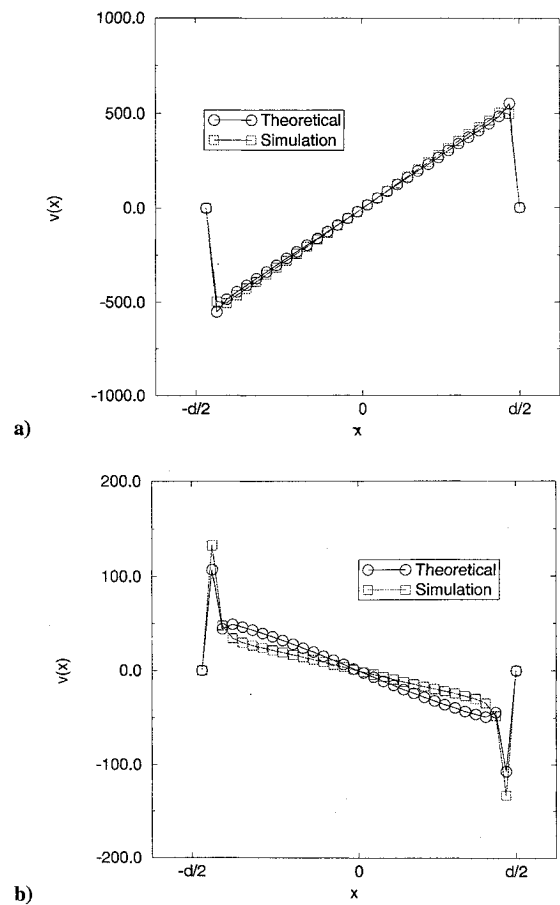 1000.0
500.0
0.0
-500.0
-1000.0
v(x)
Theoretical
Simulation
-d/2 0 d/2
x
a)
200.0
100.0
0.0
-100.0
-200.0
v(x)
Theoretical
Simulation
-d/2 0 d/2
x
b)